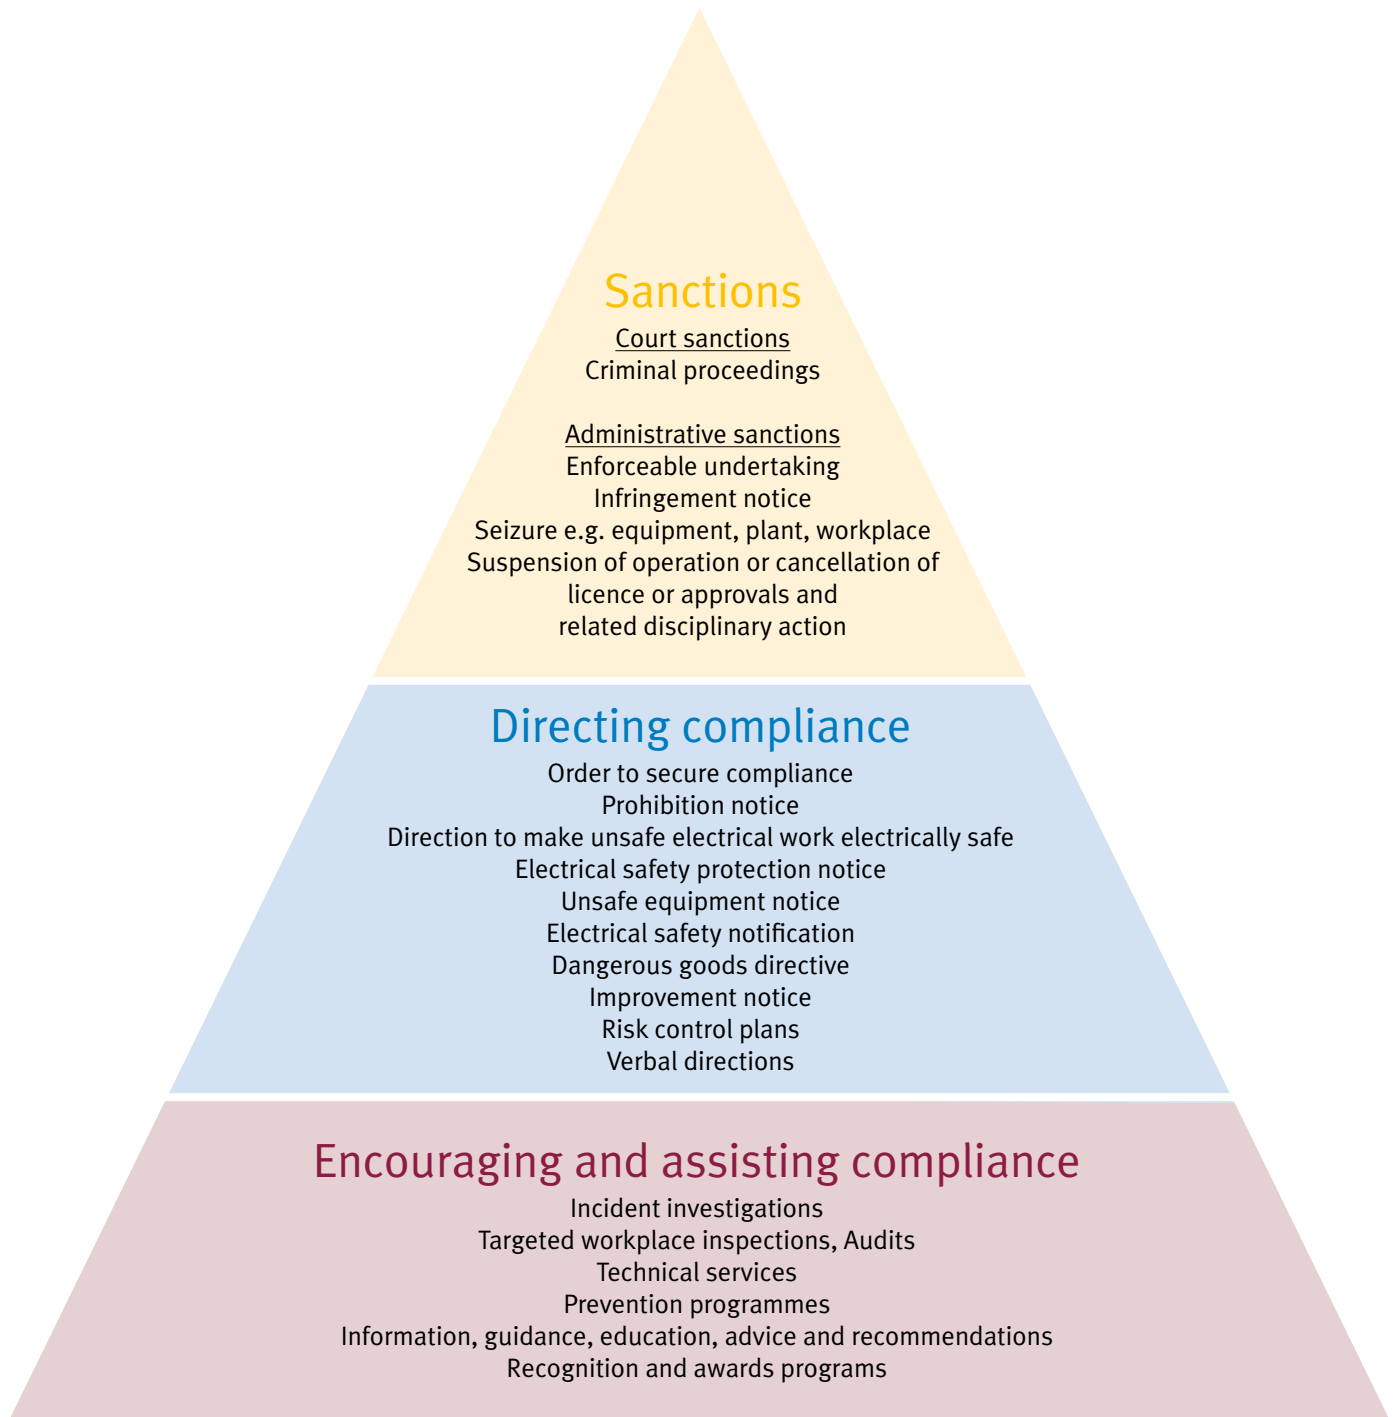 Sanctions
Court sanctions
Criminal proceedings
Administrative sanctions
Enforceable undertaking
Infringement notice
Seizure e.g. equipment, plant, workplace
Suspension of operation or cancellation of
licence or approvals and
related disciplinary action
Directing compliance
Order to secure compliance
Prohibition notice
Direction to make unsafe electrical work electrically safe
Electrical safety protection notice
Unsafe equipment notice
Electrical safety notification
Dangerous goods directive
Improvement notice
Risk control plans
Verbal directions
Encouraging and assisting compliance
Incident investigations
Targeted workplace inspections, Audits
Technical services
Prevention programmes
Information, guidance, education, advice and recommendations
Recognition and awards programs